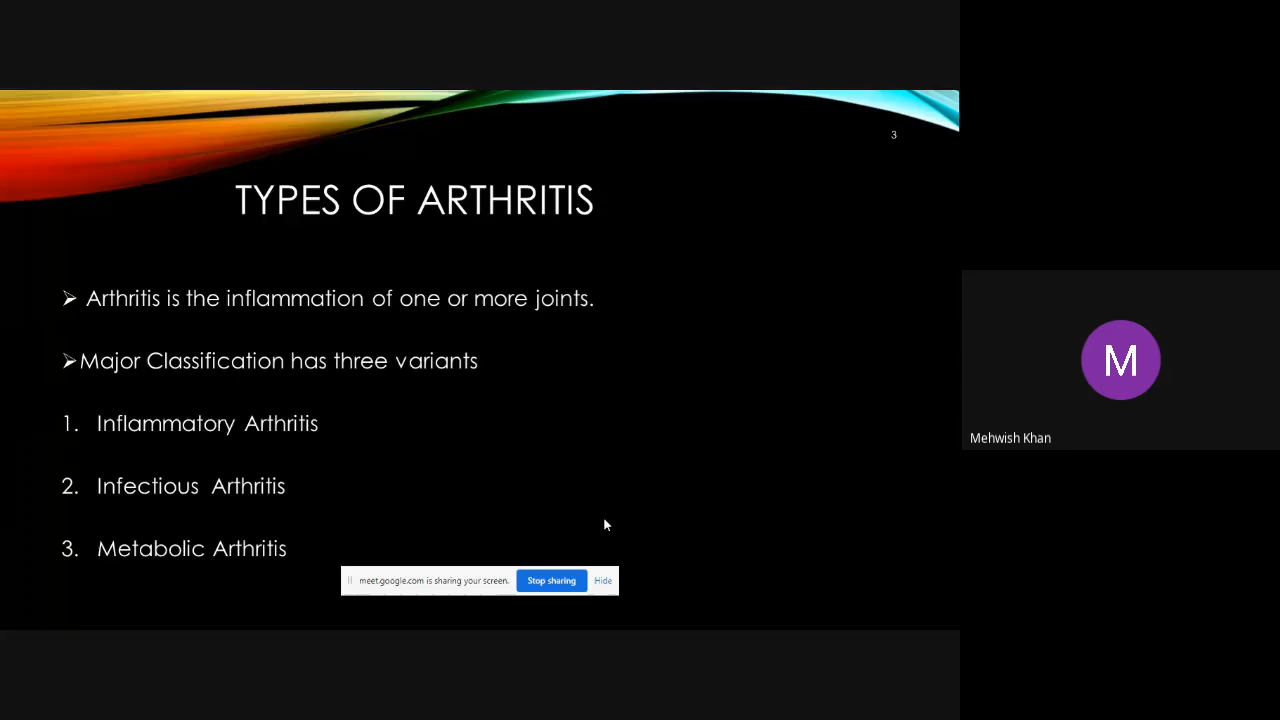 3
TYPES OF ARTHRITIS
➢ Arthritis is the inflammation of one or more joints.
➢Major Classification has three variants
1. Inflammatory Arthritis
2. Infectious Arthritis
3. Metabolic Arthritis
meet.google.com is sharing your screen. Stop sharing Hide
M
Mehwish Khan